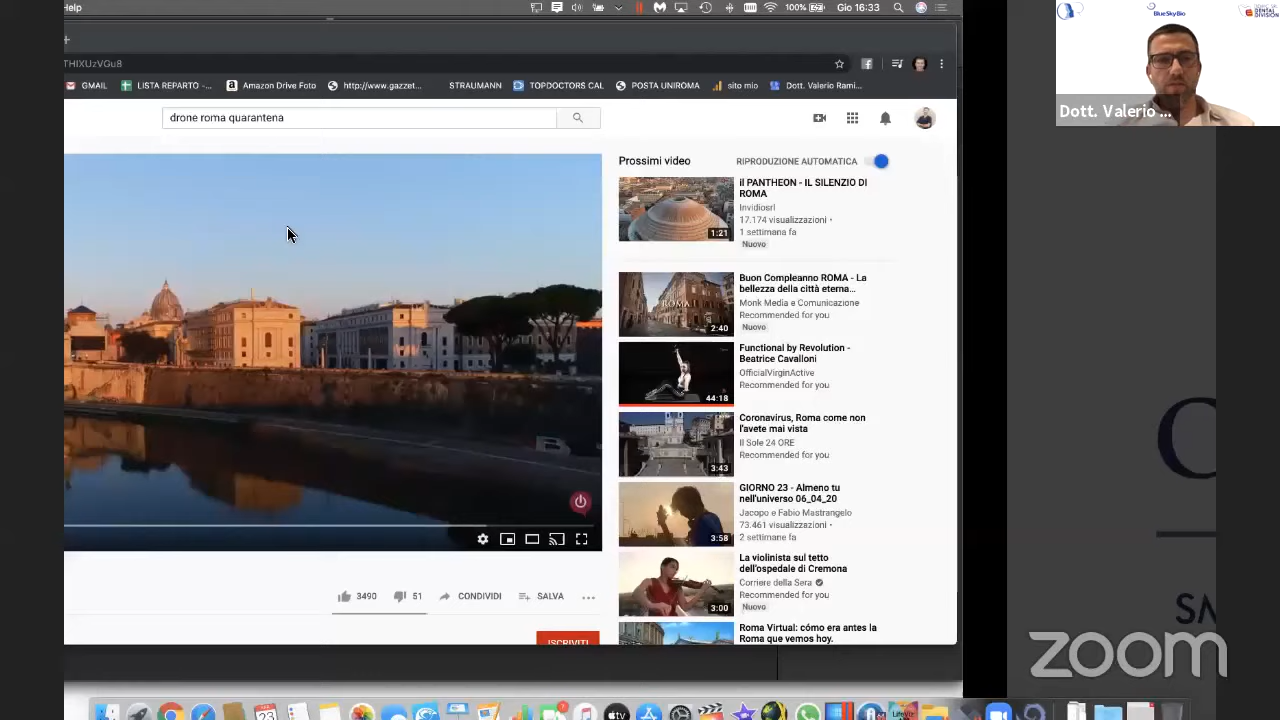 Help
100%
Gio 16:33
BlueSkyBio
DENTAL
DIVISION
THIXUzVGu8
GMAIL
LISTA REPARTO -...
Amazon Drive Foto
http://www.gazzet...
STRAUMANN
TOPDOCTORS CAL
POSTA UNIROMA
sito mio
Dott. Valerio Rami...
Dott. Valerio ...
drone roma quarantena
Prossimi video
RIPRODUZIONE AUTOMATICA
il PANTHEON - IL SILENZIO DI
ROMA
Invidiosrl
17.174 visualizzazioni •
1 settimana fa
Nuovo
1:21
Buon Compleanno ROMA - La
bellezza della città eterna...
Monk Media e Comunicazione
Recommended for you
Nuovo
ROMA
2:40
Functional by Revolution -
Beatrice Cavalloni
OfficialVirginActive
Recommended for you
44:18
Coronavirus, Roma come non
l'avete mai vista
Il Sole 24 ORE
Recommended for you
3:43
GIORNO 23 - Almeno tu
nell'universo 06_04_20
Jacopo e Fabio Mastrangelo
73.461 visualizzazioni •
2 settimane fa
3:58
La violinista sul tetto
dell'ospedale di Cremona
Corriere della Sera
Recommended for you
Nuovo
3:00
Roma Virtual: cómo era antes la
Roma que vemos hoy.
3490
51
CONDIVIDI
SALVA
ISCRIVITI
zoom